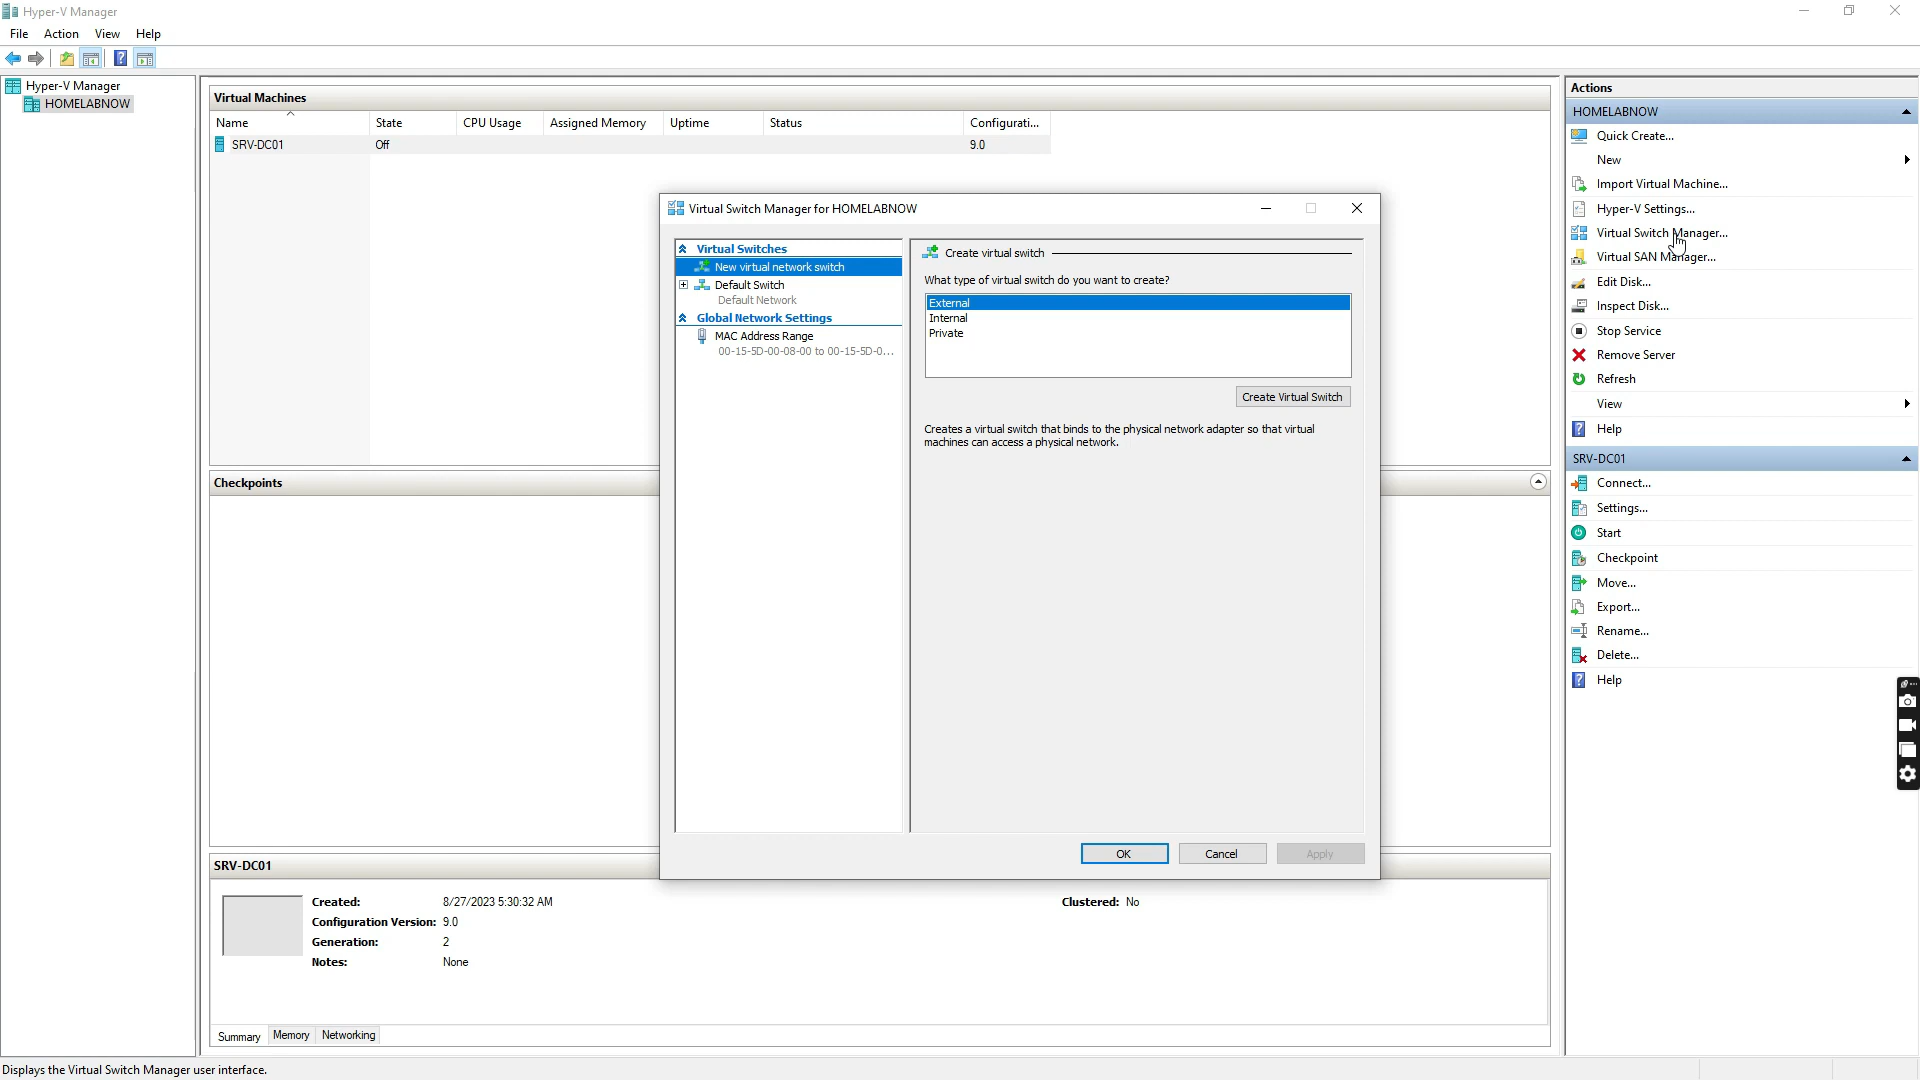 Hyper-V Manager
File Action View Help
Hyper-V Manager
HOMELABNOW
Virtual Machines
Name State CPU Usage Assigned Memory Uptime Status Configurati...
SRV-DC01 Off 9.0
Virtual Switch Manager for HOMELABNOW
Virtual Switches
New virtual network switch
Default Switch
Default Network
Global Network Settings
MAC Address Range
00-15-5D-00-08-00 to 00-15-5D-0...
Create virtual switch
What type of virtual switch do you want to create?
External
Internal
Private
Create Virtual Switch
Creates a virtual switch that binds to the physical network adapter so that virtual
machines can access a physical network.
OK Cancel Apply
Checkpoints
SRV-DC01
Created: 8/27/2023 5:30:32 AM Clustered: No
Configuration Version: 9.0
Generation: 2
Notes: None
Summary Memory Networking
Actions
HOMELABNOW
Quick Create...
New
Import Virtual Machine...
Hyper-V Settings...
Virtual Switch Manager...
Virtual SAN Manager...
Edit Disk...
Inspect Disk...
Stop Service
Remove Server
Refresh
View
Help
SRV-DC01
Connect...
Settings...
Start
Checkpoint
Move...
Export...
Rename...
Delete...
Help
Displays the Virtual Switch Manager user interface.